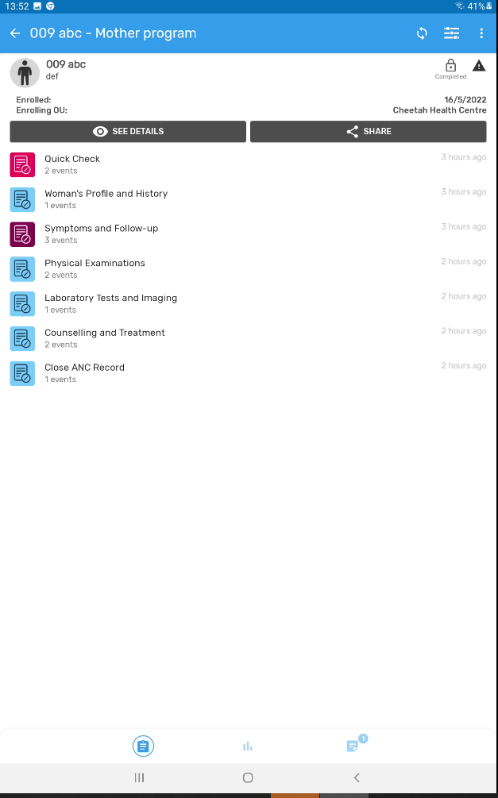 13:52
41%
009 abc - Mother program
009 abc
def
Completed
Enrolled:
16/5/2022
Enrolling OU:
Cheetah Health Centre
SEE DETAILS
SHARE
Quick Check
3 hours ago
2 events
Woman's Profile and History
3 hours ago
1 events
Symptoms and Follow-up
3 hours ago
3 events
Physical Examinations
2 hours ago
2 events
Laboratory Tests and Imaging
2 hours ago
1 events
Counselling and Treatment
2 hours ago
2 events
Close ANC Record
2 hours ago
1 events